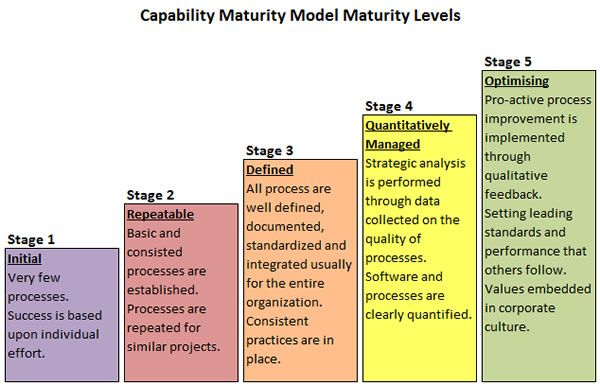 Capability Maturity Model Maturity Levels
Stage 1
Initial
Very few
processes.
Success is based
upon individual
effort.
Stage 2
Repeatable
Basic and
consisted
processes are
established.
Processes are
repeated for
similar projects.
Stage 3
Defined
All process are
well defined,
documented,
standardized and
integrated usually
for the entire
organization.
Consistent
practices are in
place.
Stage 4
Quantitatively
Managed
Strategic analysis
is performed
through data
collected on the
quality of
processes.
Software and
processes are
clearly quantified.
Stage 5
Optimising
Pro-active process
improvement is
implemented
through
qualitative
feedback.
Setting leading
standards and
performance that
others follow.
Values embedded
in corporate
culture.